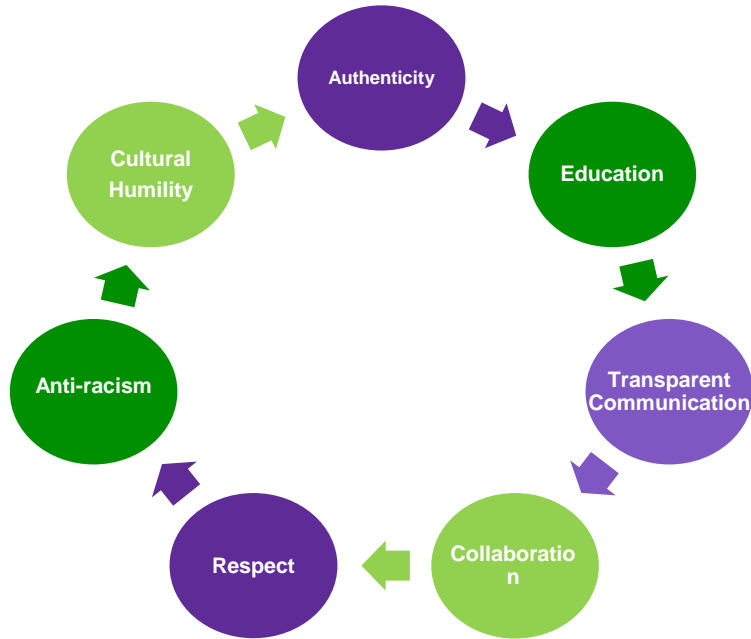 Authenticity
Education
Transparent
Communication
Collaboratio
n
Respect
Anti-racism
Cultural
Humility